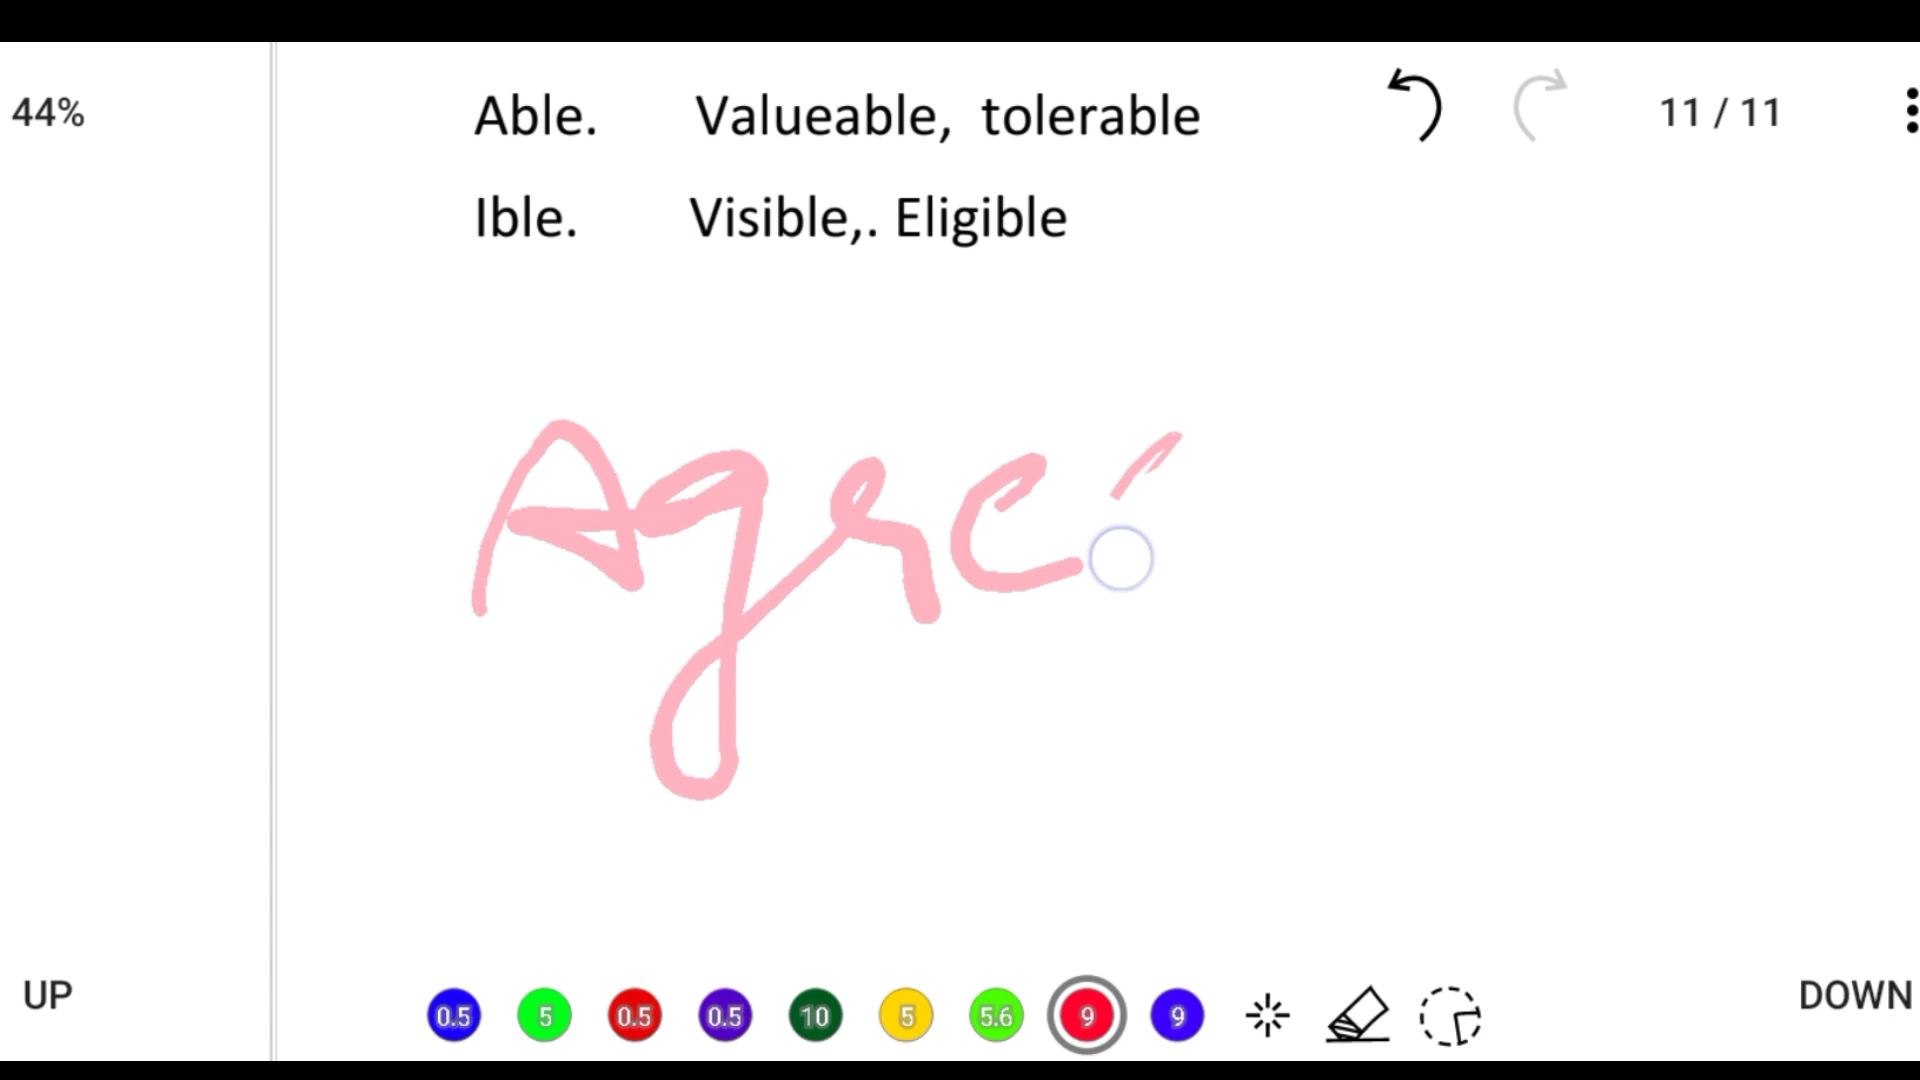 44%
Able. Valueable, tolerable
11 / 11
Ible. Visible,. Eligible
Agre
UP
0.5 5 0.5 0.5 10 5 5.6 9 9
DOWN